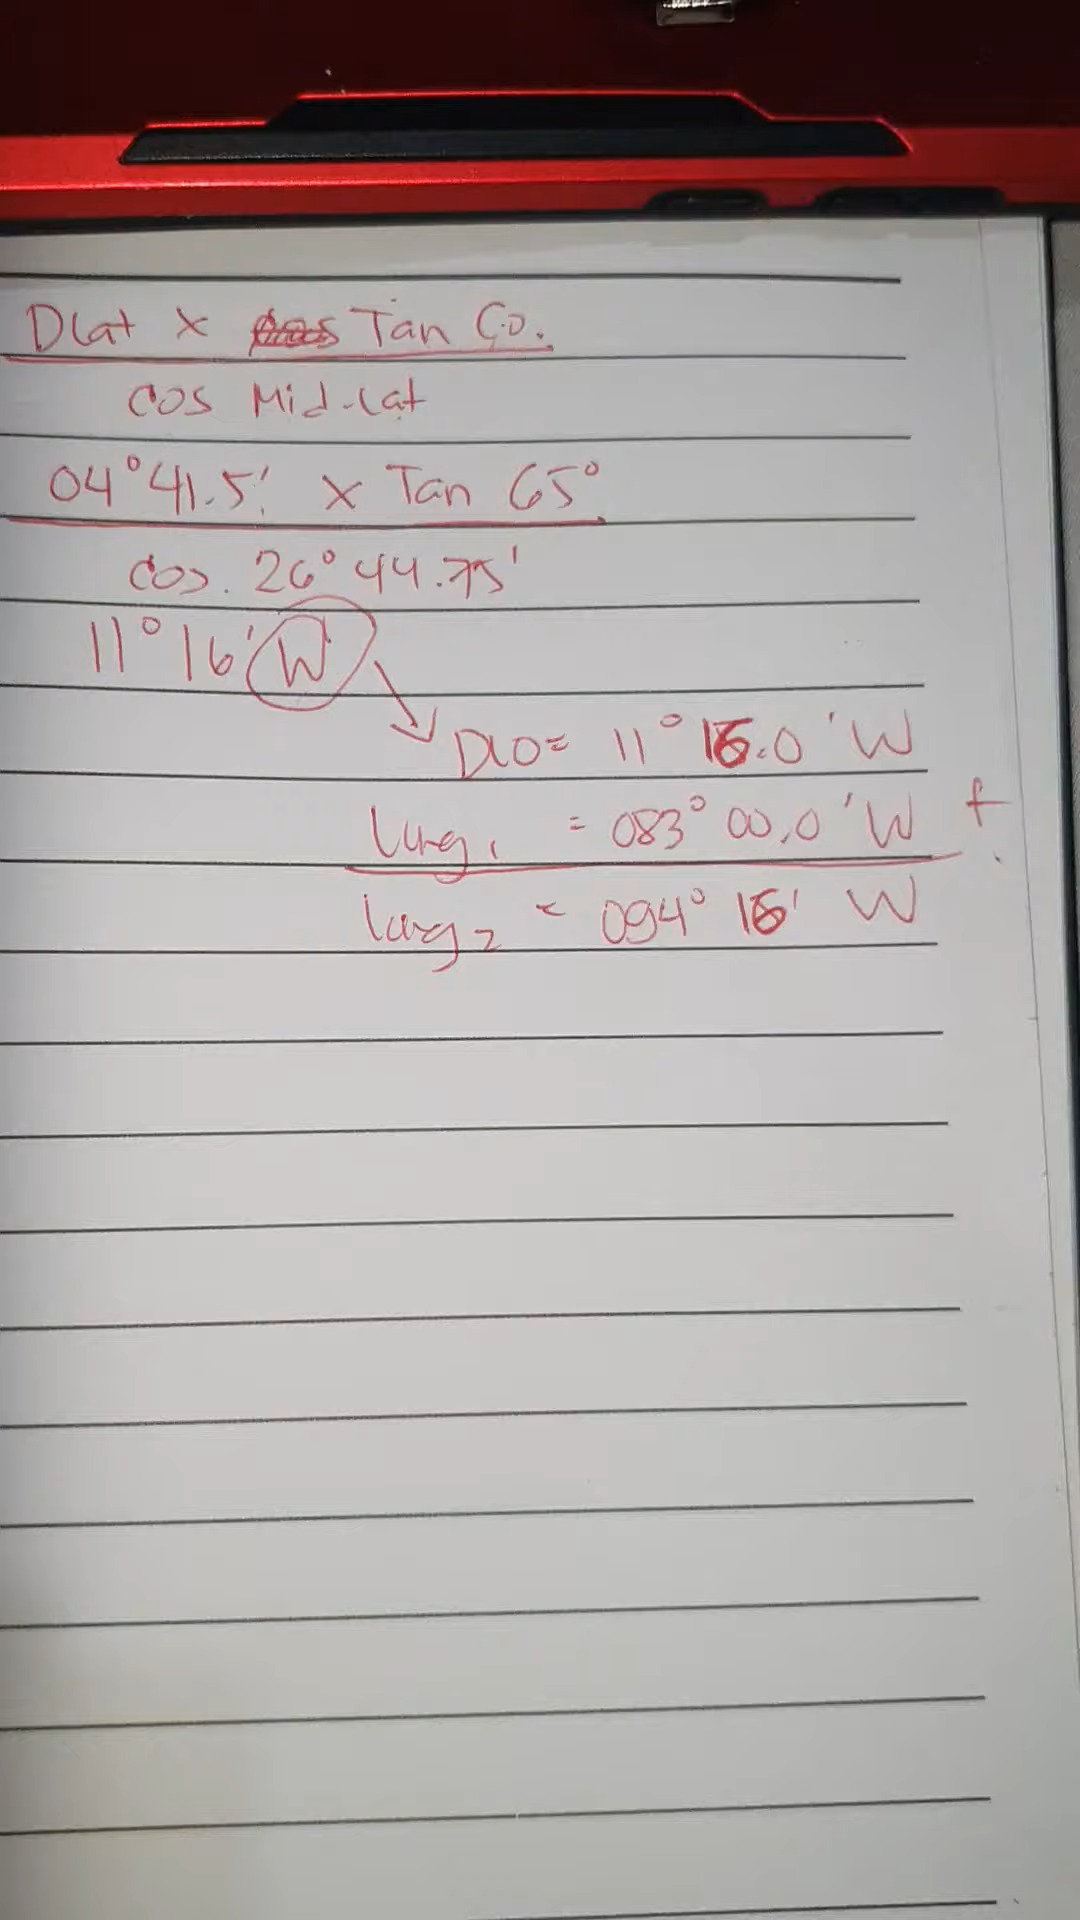 Dlat x Tan Co.
cos Mid-Lat
04° 41.5' x Tan 65°
cos. 26° 44.75'
11° 16' W
DLO = 11° 16.0' W
Long1 = 083° 00.0' W +
Long2 = 094° 16' W